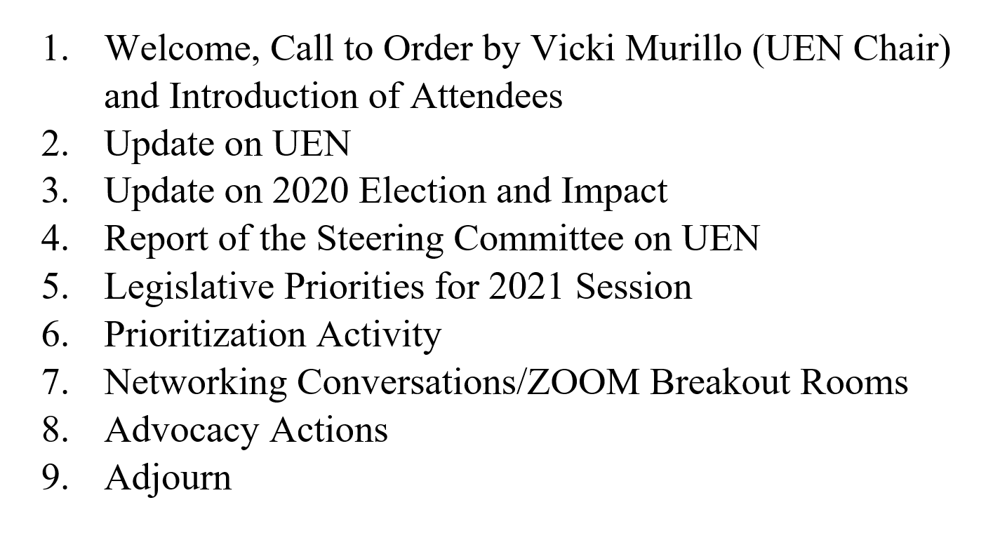 1. Welcome, Call to Order by Vicki Murillo (UEN Chair)
and Introduction of Attendees
2. Update on UEN
3. Update on 2020 Election and Impact
4. Report of the Steering Committee on UEN
5. Legislative Priorities for 2021 Session
6. Prioritization Activity
7. Networking Conversations/ZOOM Breakout Rooms
8. Advocacy Actions
9. Adjourn